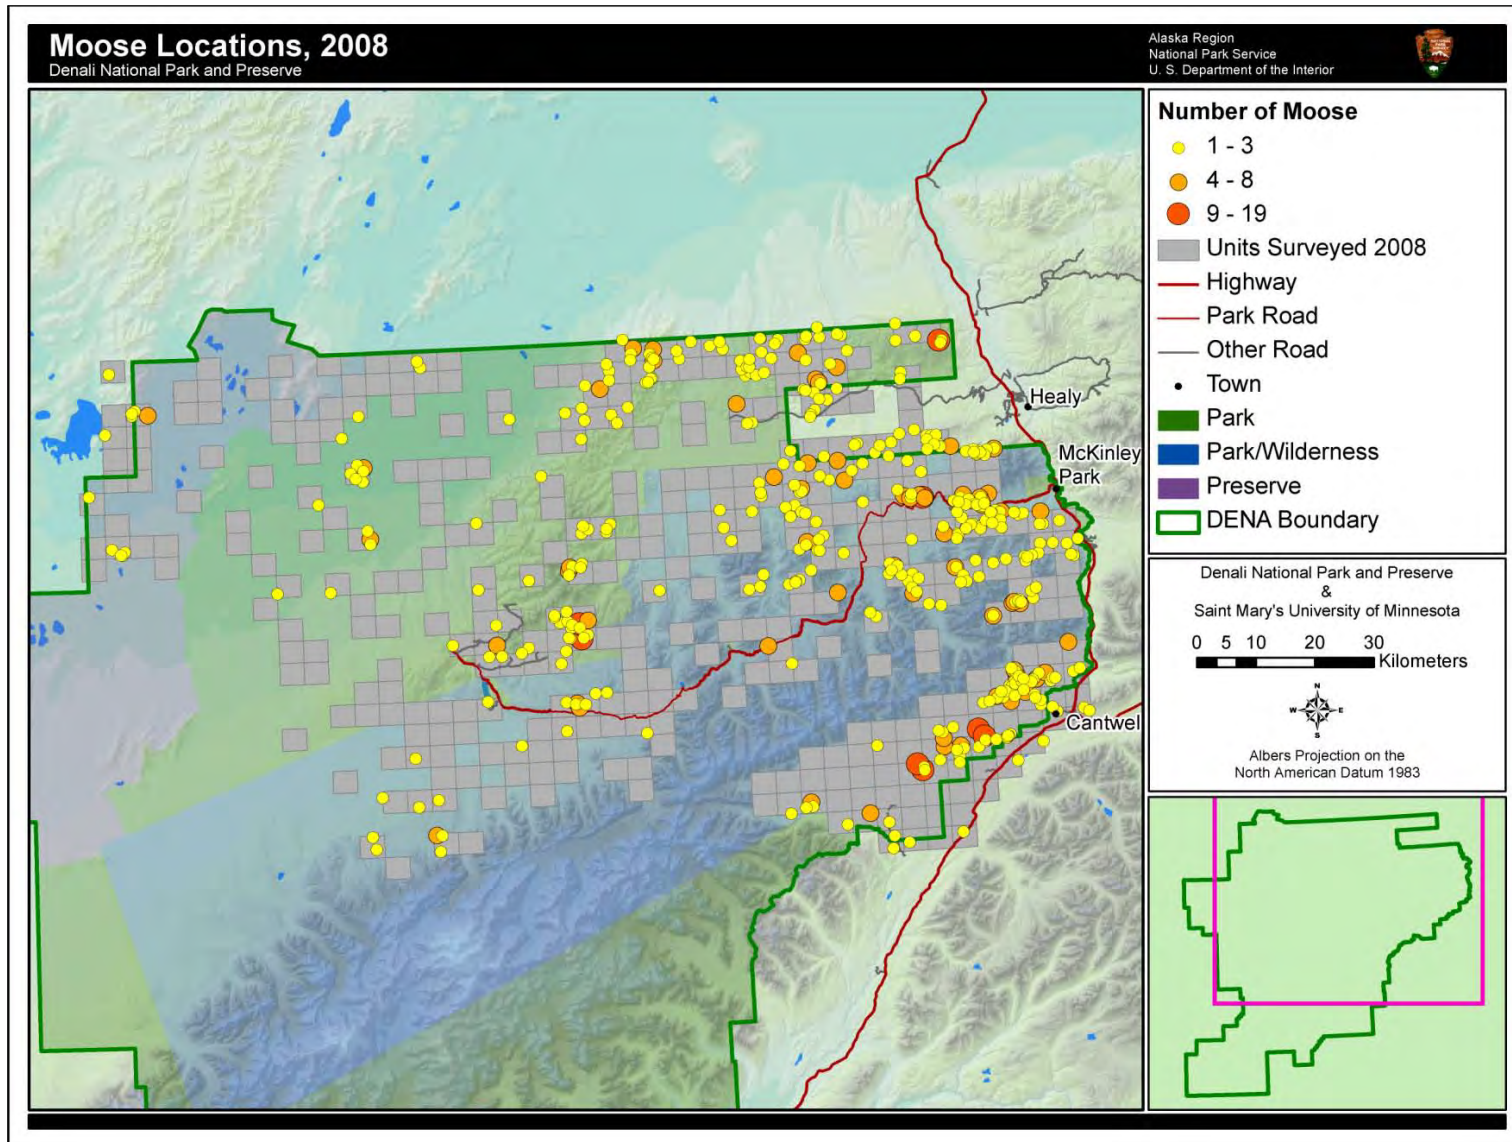 Moose Locations, 2008
Denali National Park and Preserve
Alaska Region
National Park Service
U. S. Department of the Interior
Number of Moose
1 - 3
4 - 8
9 - 19
Units Surveyed 2008
Highway
Park Road
Other Road
Town
Park
Park/Wilderness
Preserve
DENA Boundary
Healy
McKinley
Park
Cantwel
Denali National Park and Preserve
&
Saint Mary's University of Minnesota
0 5 10 20 30
Kilometers
N
W E
S
Albers Projection on the
North American Datum 1983